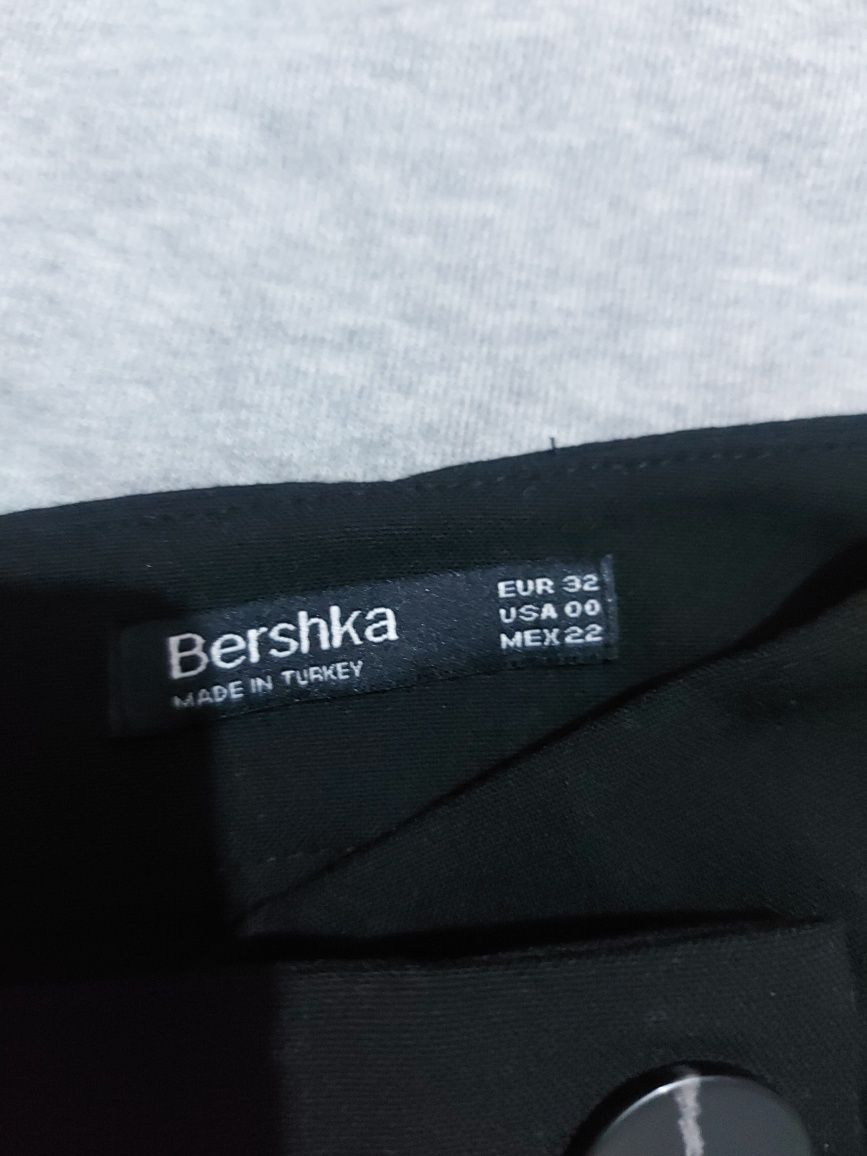 Bershka
MADE IN TURKEY
EUR 32
USA 00
MEX 22